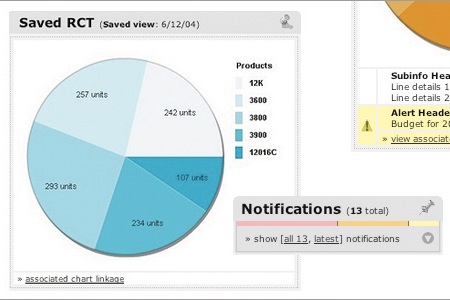 Saved RCT (Saved view: 6/12/04)
Products
12K
3600
3800
3900
12016C
257 units
242 units
293 units
107 units
234 units
» associated chart linkage
Subinfo Hea
Line details 1
Line details 2
Alert Heade
Budget for 20
» view associat
Notifications (13 total)
» show [all 13, latest] notifications